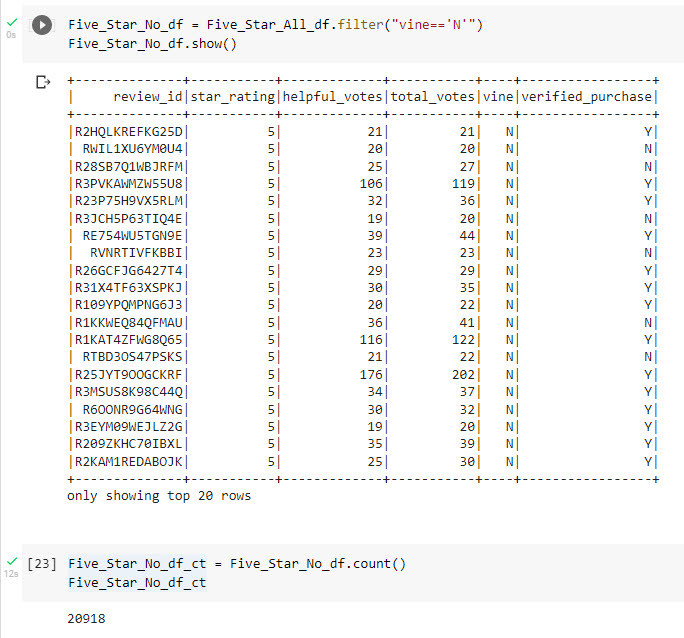 0s
Five_Star_No_df = Five_Star_All_df.filter("vine=='N'")
Five_Star_No_df.show()
+--------------+-----------+-------------+-----------+----+-----------------+
|     review_id|star_rating|helpful_votes|total_votes|vine|verified_purchase|
+--------------+-----------+-------------+-----------+----+-----------------+
|R2HQLKREFKG25D|          5|           21|         21|   N|                Y|
| RWIL1XU6YM0U4|          5|           20|         20|   N|                N|
|R28SB7Q1WBJRFM|          5|           25|         27|   N|                N|
|R3PVKAWMZW55U8|          5|          106|        119|   N|                Y|
|R23P75H9VX5RLM|          5|           32|         36|   N|                Y|
|R3JCH5P63TIQ4E|          5|           19|         20|   N|                N|
| RE754WU5TGN9E|          5|           39|         44|   N|                Y|
|  RVNRTIVFKBBI|          5|           23|         23|   N|                N|
|R26GCFJG6427T4|          5|           29|         29|   N|                Y|
|R31X4TF63XSPKJ|          5|           30|         35|   N|                Y|
|R109YPQMPNG6J3|          5|           20|         22|   N|                Y|
|R1KKWEQ84QFMAU|          5|           36|         41|   N|                N|
|R1KAT4ZFWG8Q65|          5|          116|        122|   N|                Y|
| RTBD3OS47PSKS|          5|           21|         22|   N|                N|
|R25JYT9OOGCKRF|          5|          176|        202|   N|                Y|
|R3MSUS8K98C44Q|          5|           34|         37|   N|                Y|
| R6OONR9G64WNG|          5|           30|         32|   N|                Y|
|R3EYM09WEJLZ2G|          5|           19|         20|   N|                Y|
|R209ZKHC70IBXL|          5|           35|         39|   N|                Y|
|R2KAM1REDABOJK|          5|           25|         30|   N|                Y|
+--------------+-----------+-------------+-----------+----+-----------------+
only showing top 20 rows
[23] Five_Star_No_df_ct = Five_Star_No_df.count()
12s
Five_Star_No_df_ct
20918